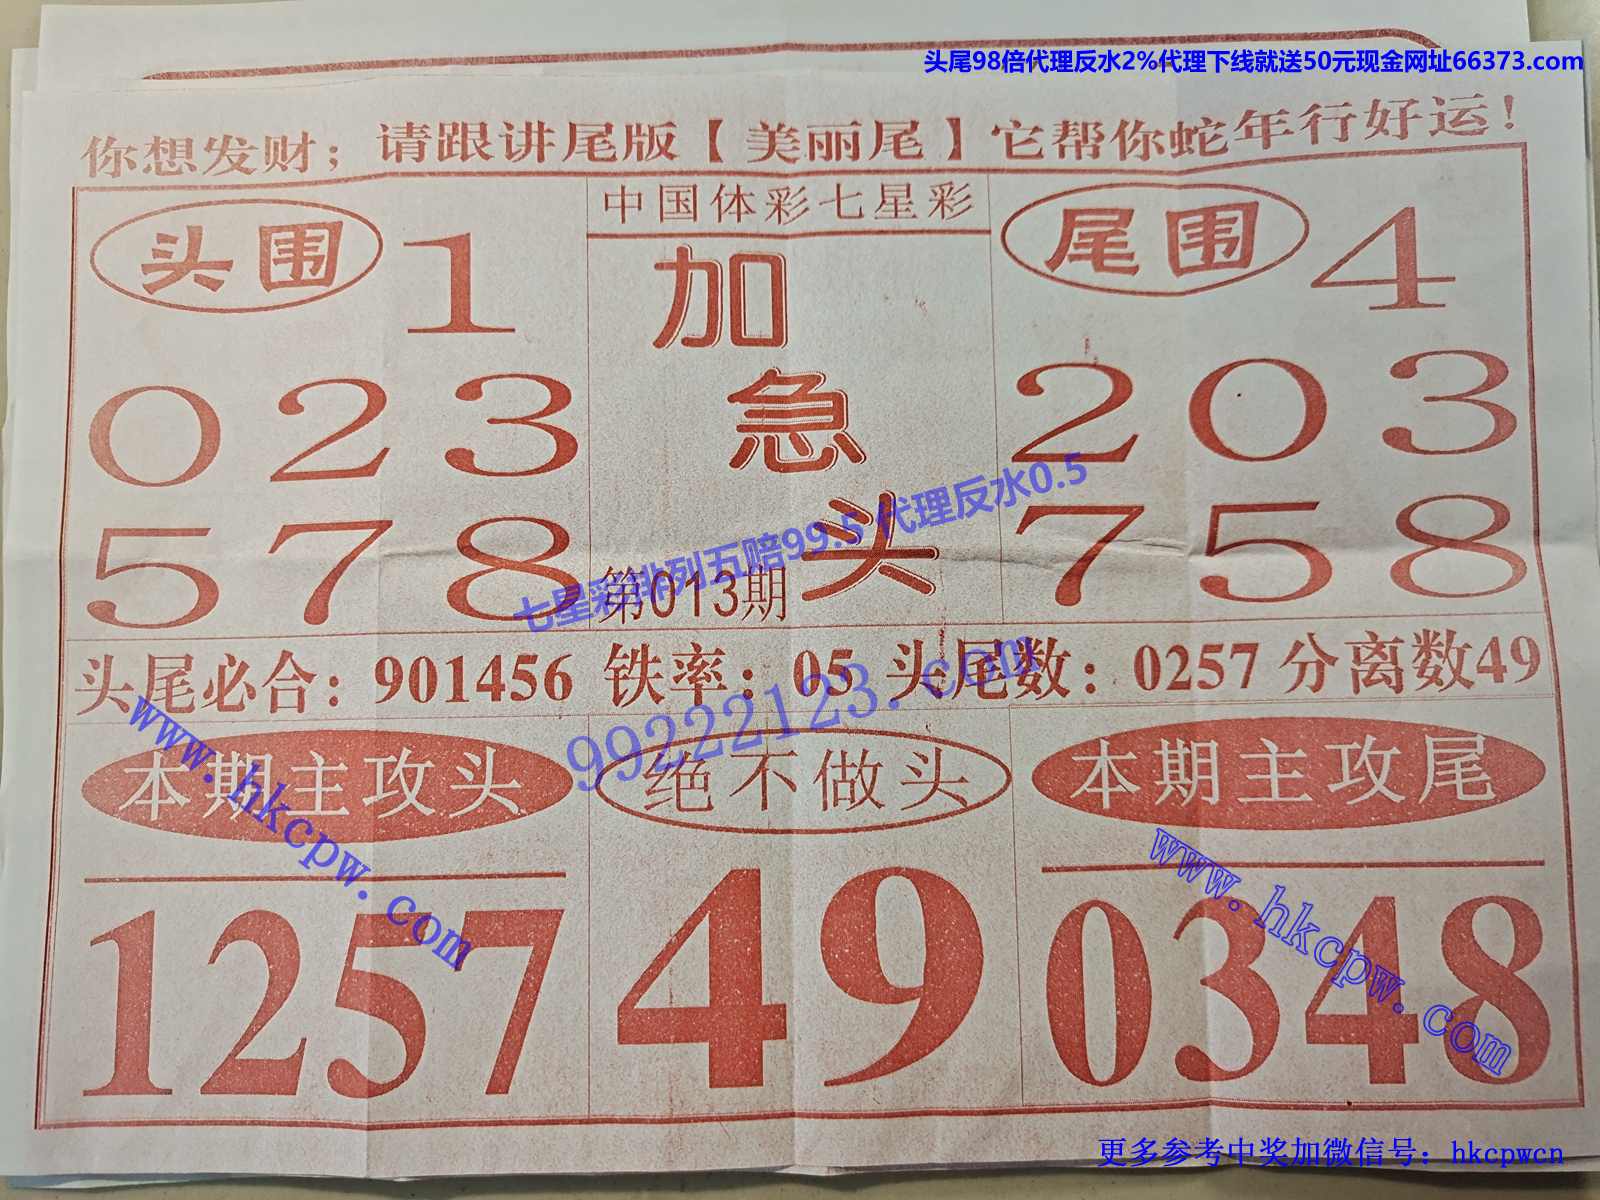 头尾98倍代理反水2%代理下线就送50元现金网址66373.com
你想发财；请跟讲尾版【美丽尾】它帮你蛇年行好运！
中国体彩七星彩
头围 1
0 2 3
5 7 8
加
急
头
第013期
尾围 4
2 0 3
7 5 8
七星彩排列五赔99.5 代理反水0.5
头尾必合：901456 铁率：05 头尾数：0257 分离数49
99222123.com
www.hkcpw.com
本期主攻头
1257
绝不做头
49
本期主攻尾
0348
www.hkcpw.com
更多参考中奖加微信号：hkcpwcn